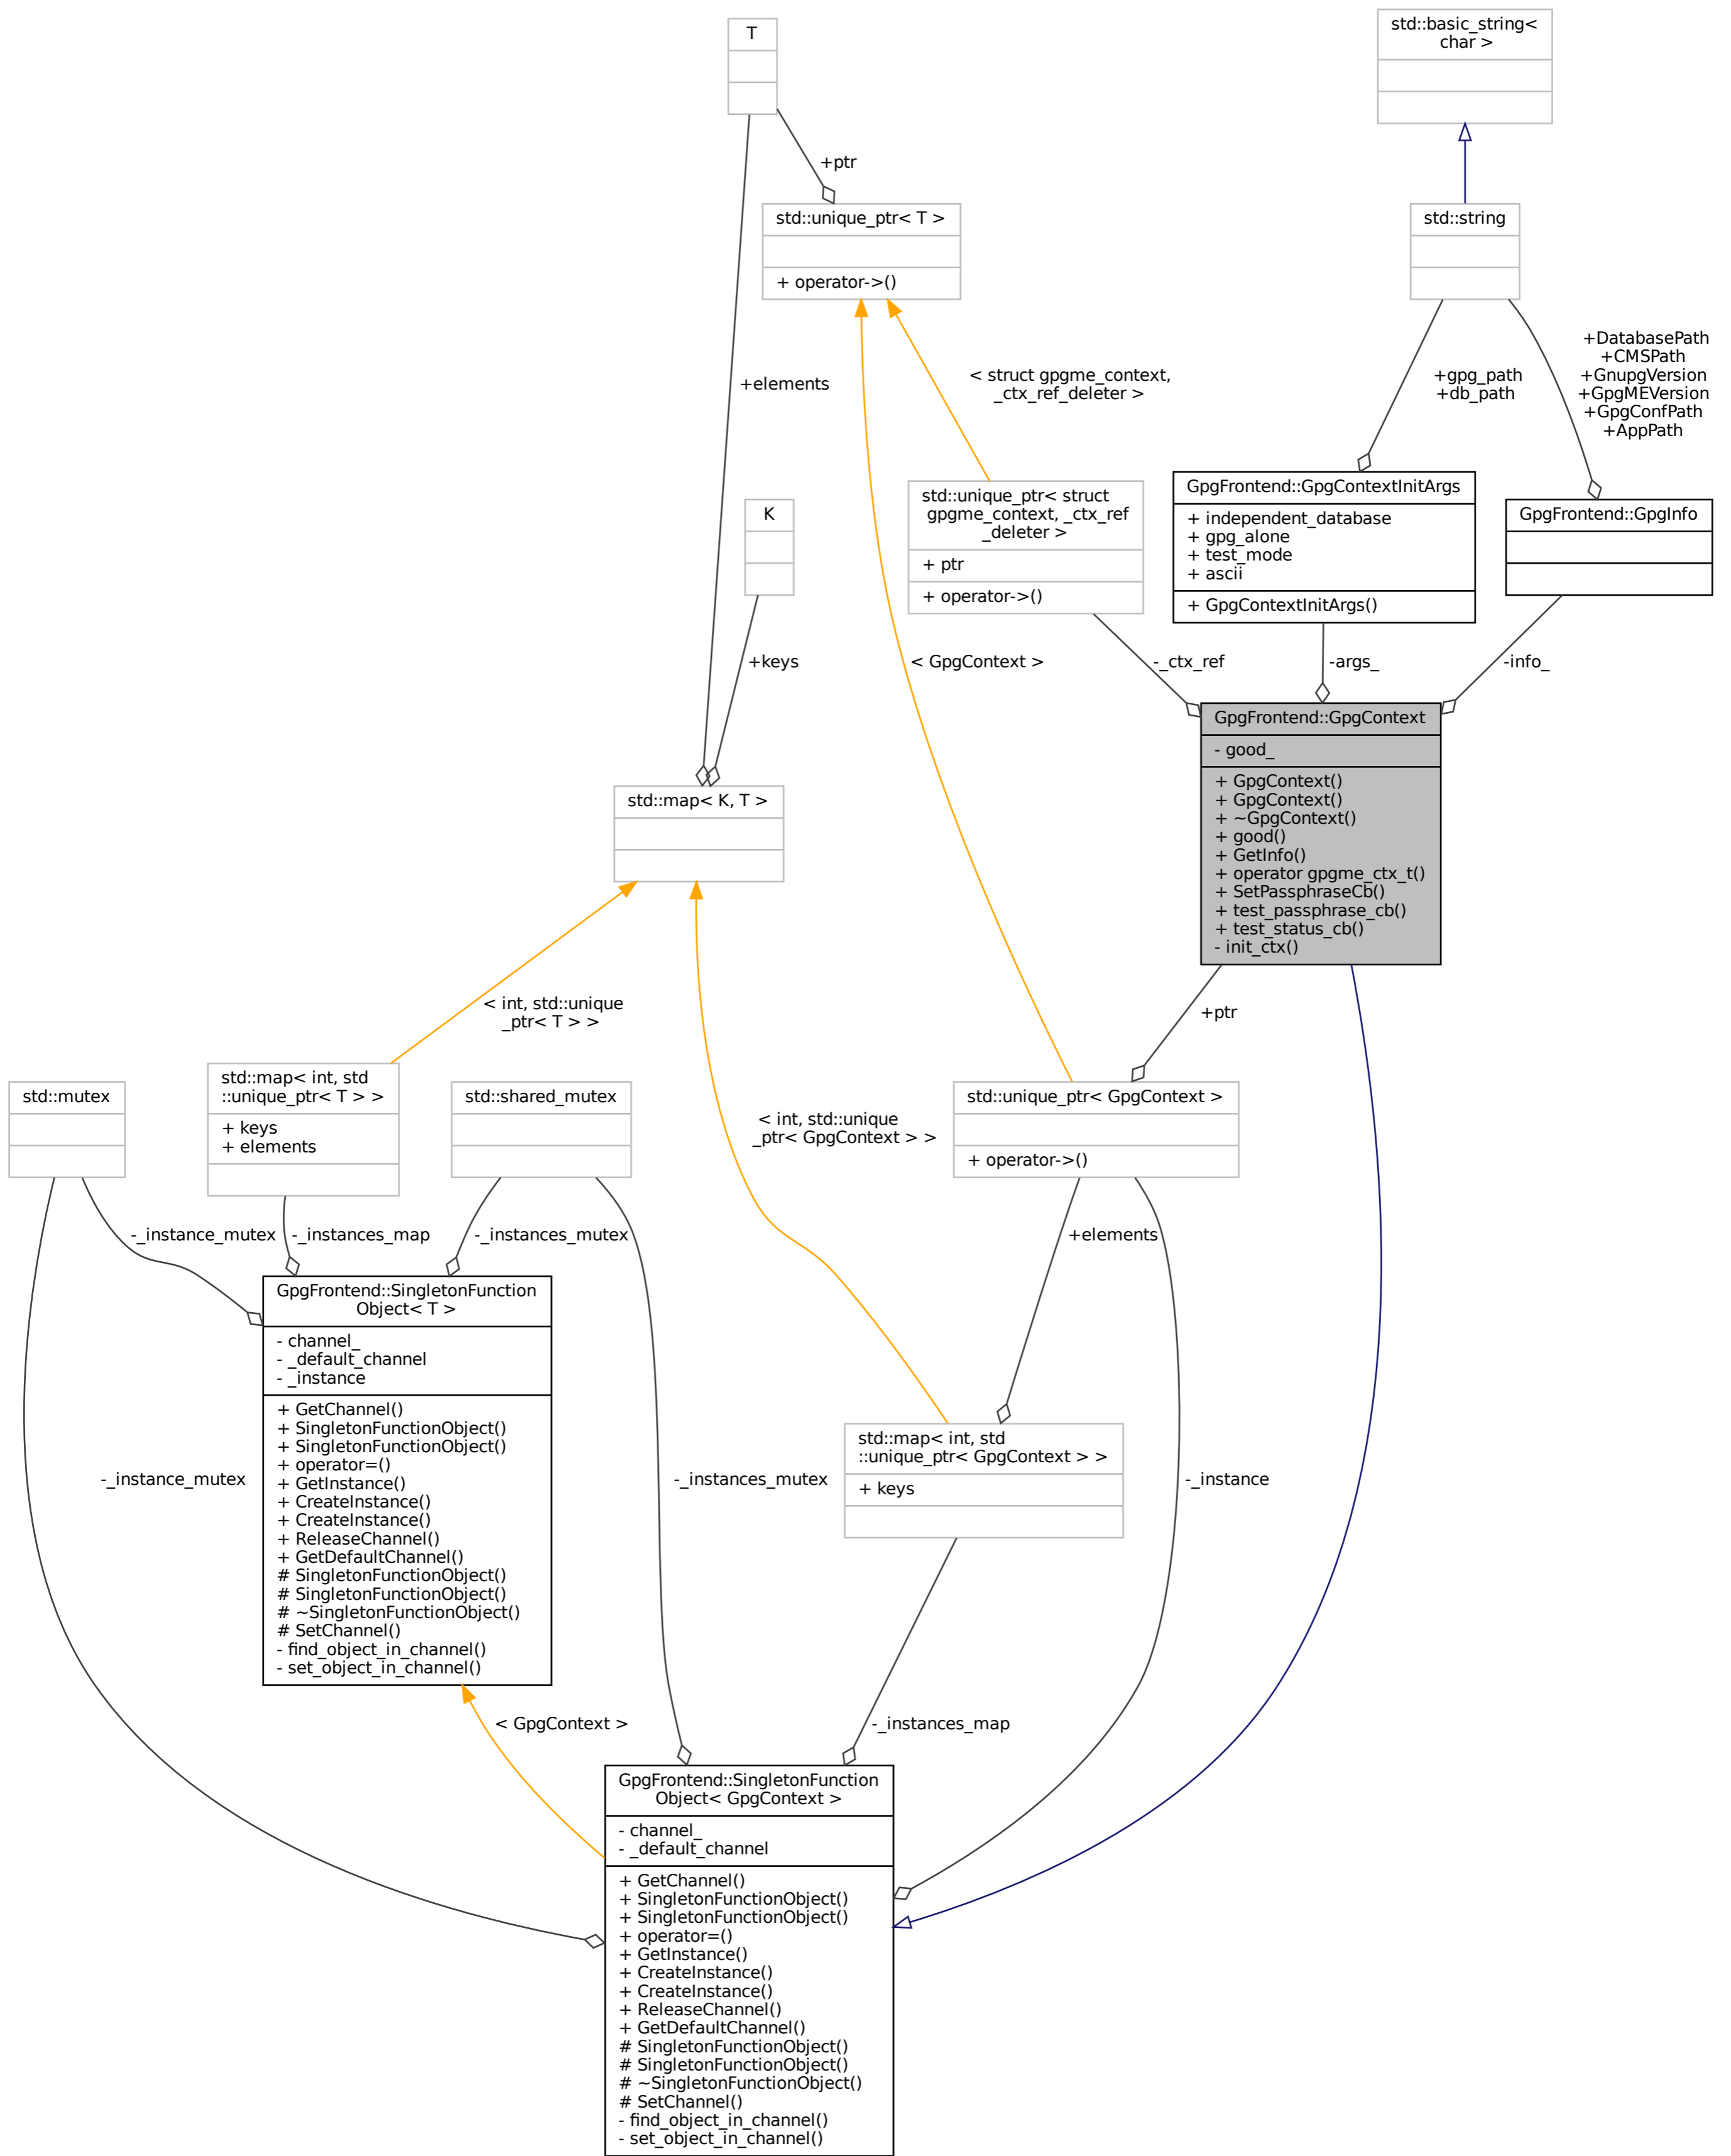 T
std::basic_string<
char >
+ptr
std::unique_ptr< T >
+ operator->()
std::string
+elements
< struct gpgme_context,
_ctx_ref_deleter >
+gpg_path
+db_path
+DatabasePath
+CMSPath
+GnupgVersion
+GpgMEVersion
+GpgConfPath
+AppPath
K
std::unique_ptr< struct
gpgme_context, _ctx_ref
_deleter >
+ ptr
+ operator->()
GpgFrontend::GpgContextInitArgs
+ independent_database
+ gpg_alone
+ test_mode
+ ascii
+ GpgContextInitArgs()
GpgFrontend::GpgInfo
+keys
< GpgContext >
-_ctx_ref
-args_
-info_
GpgFrontend::GpgContext
- good_
+ GpgContext()
+ GpgContext()
+ ~GpgContext()
+ good()
+ GetInfo()
+ operator gpgme_ctx_t()
+ SetPassphraseCb()
+ test_passphrase_cb()
+ test_status_cb()
- init_ctx()
std::map< K, T >
< int, std::unique
_ptr< T > >
+ptr
std::mutex
std::map< int, std
::unique_ptr< T > >
+ keys
+ elements
std::shared_mutex
< int, std::unique
_ptr< GpgContext > >
std::unique_ptr< GpgContext >
+ operator->()
-_instance_mutex
-_instances_map
-_instances_mutex
+elements
GpgFrontend::SingletonFunction
Object< T >
- channel_
- _default_channel
- _instance
+ GetChannel()
+ SingletonFunctionObject()
+ SingletonFunctionObject()
+ operator=()
+ GetInstance()
+ CreateInstance()
+ CreateInstance()
+ ReleaseChannel()
+ GetDefaultChannel()
# SingletonFunctionObject()
# SingletonFunctionObject()
# ~SingletonFunctionObject()
# SetChannel()
- find_object_in_channel()
- set_object_in_channel()
-_instance_mutex
-_instances_mutex
std::map< int, std
::unique_ptr< GpgContext > >
+ keys
-_instance
< GpgContext >
-_instances_map
GpgFrontend::SingletonFunction
Object< GpgContext >
- channel_
- _default_channel
+ GetChannel()
+ SingletonFunctionObject()
+ SingletonFunctionObject()
+ operator=()
+ GetInstance()
+ CreateInstance()
+ CreateInstance()
+ ReleaseChannel()
+ GetDefaultChannel()
# SingletonFunctionObject()
# SingletonFunctionObject()
# ~SingletonFunctionObject()
# SetChannel()
- find_object_in_channel()
- set_object_in_channel()